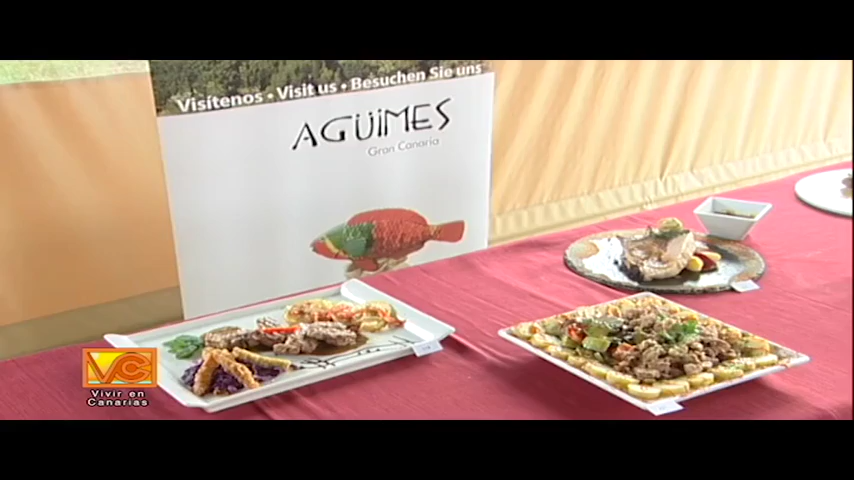 Visítenos • Visit us • Besuchen Sie uns
AGÜIMES
Gran Canaria
VC
Vivir en
Canarias